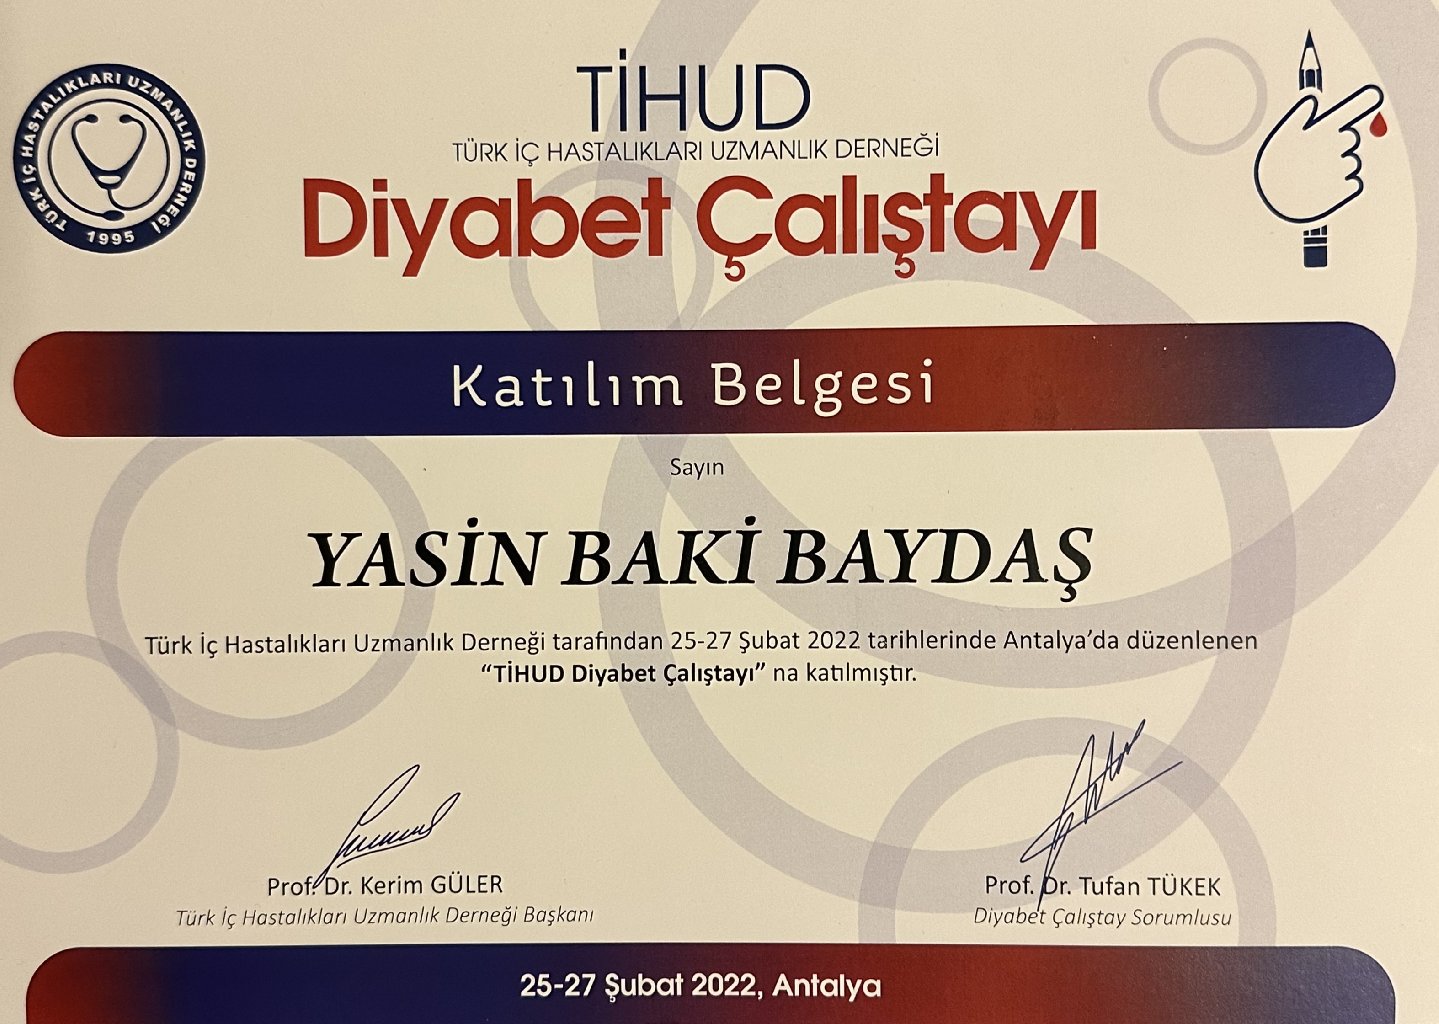 TÜRK İÇ HASTALIKLARI UZMANLIK DERNEĞİ
1995
TİHUD
TÜRK İÇ HASTALIKLARI UZMANLIK DERNEĞİ
Diyabet Çalıştayı
Katılım Belgesi
Sayın
YASİN BAKİ BAYDAŞ
Türk İç Hastalıkları Uzmanlık Derneği tarafından 25-27 Şubat 2022 tarihlerinde Antalya’da düzenlenen
“TİHUD Diyabet Çalıştayı” na katılmıştır.
Prof. Dr. Kerim GÜLER
Türk İç Hastalıkları Uzmanlık Derneği Başkanı
Prof. Dr. Tufan TÜKEK
Diyabet Çalıştay Sorumlusu
25-27 Şubat 2022, Antalya